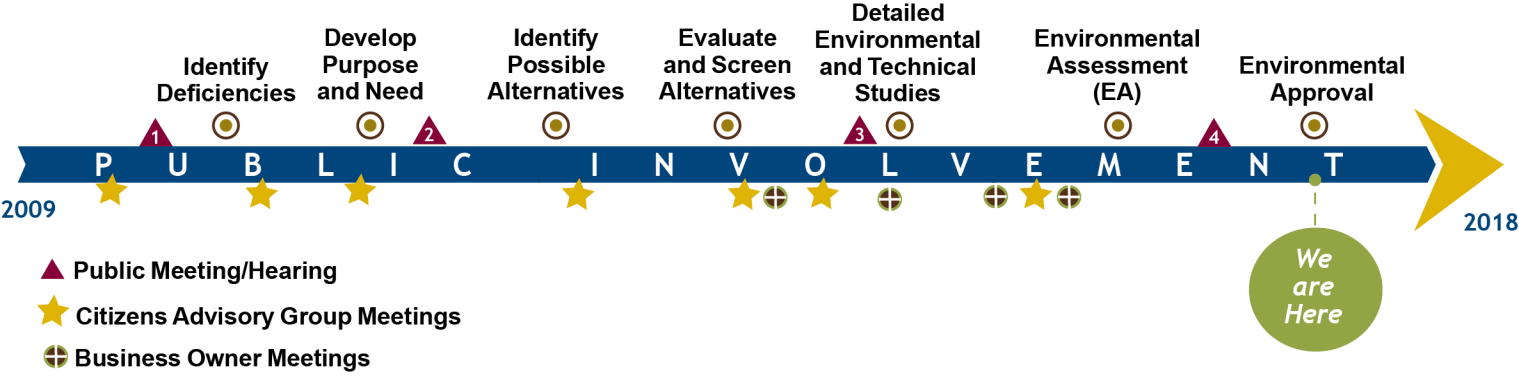 Identify
Deficiencies
Develop
Purpose
and Need
Identify
Possible
Alternatives
Evaluate
and Screen
Alternatives
Detailed
Environmental
and Technical
Studies
Environmental
Assessment
(EA)
Environmental
Approval
1
2
3
4
PUBLIC INVOLVEMENT
2009
2018
We
are
Here
Public Meeting/Hearing
Citizens Advisory Group Meetings
Business Owner Meetings